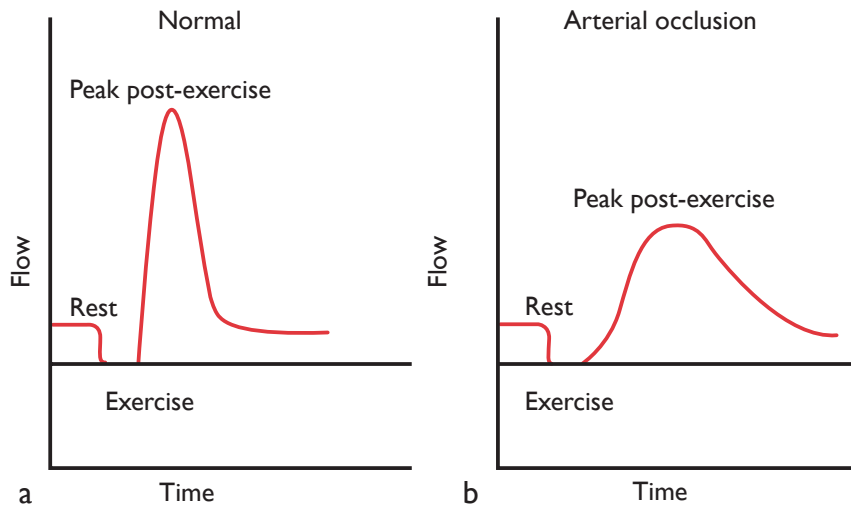 Normal
Peak post-exercise
Flow
Rest
Exercise
a
Time
Arterial occlusion
Peak post-exercise
Flow
Rest
Exercise
b
Time